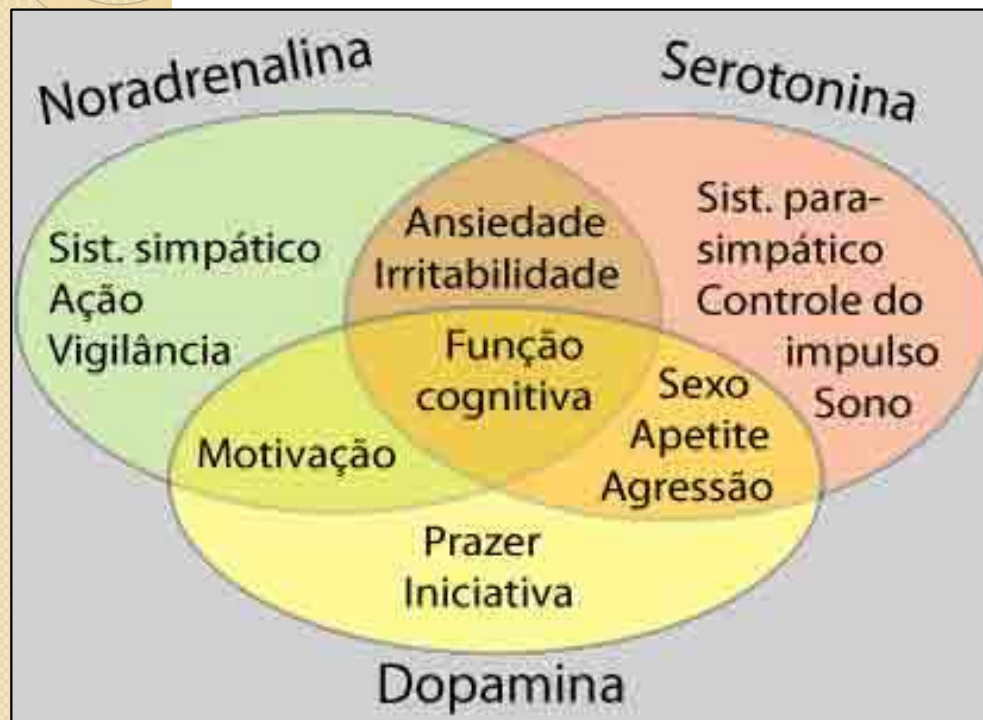 Noradrenalina
Serotonina
Sist. simpático
Ação
Vigilância
Ansiedade
Irritabilidade
Sist. para-
simpático
Controle do
impulso
Sono
Função
cognitiva
Sexo
Apetite
Agressão
Motivação
Prazer
Iniciativa
Dopamina